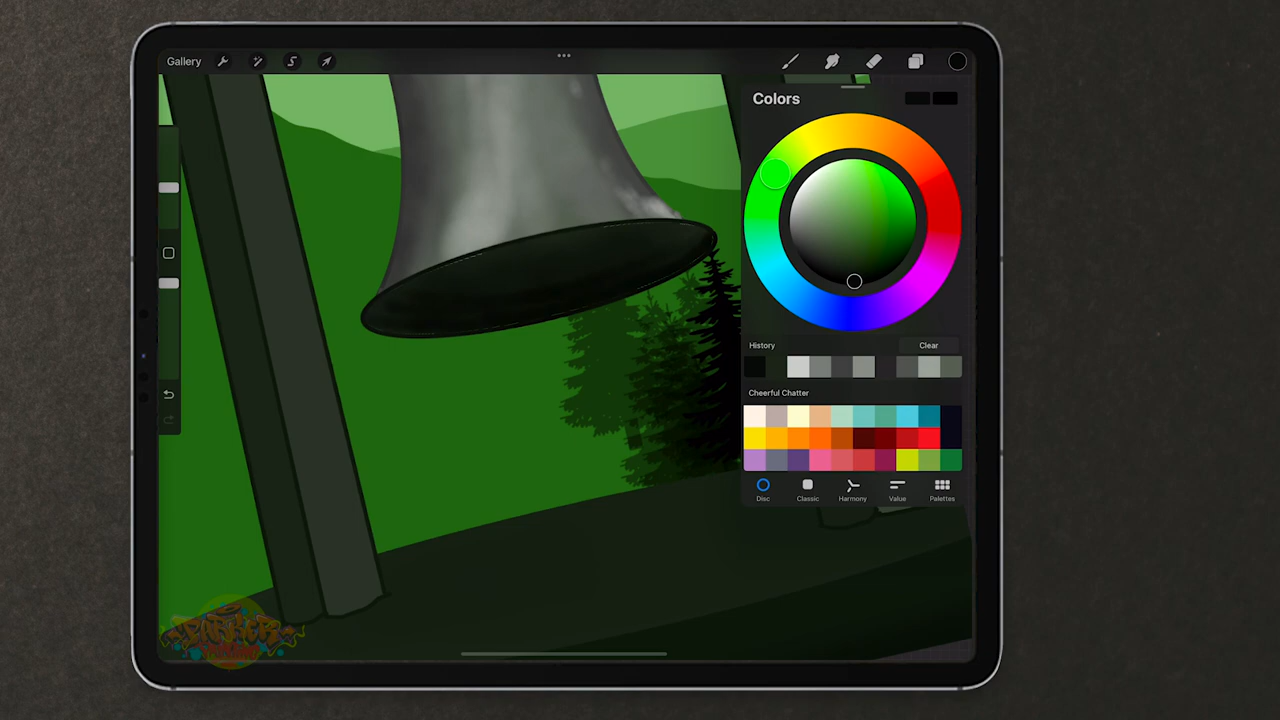 Gallery
Colors
History
Clear
Cheerful Chatter
Disc
Classic
Harmony
Value
Palettes